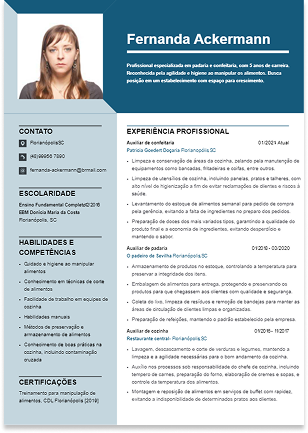 Fernanda Ackermann
Profissional especializada em padaria e confeitaria, com 5 anos de carreira.
Reconhecida pela agilidade e higiene ao manipular os alimentos. Busca
posição em um estabelecimento com espaço para crescimento.
CONTATO
Florianópolis/SC
(48)99956 7890
fernanda-ackermann@bmail.com
ESCOLARIDADE
Ensino Fundamental Completo|2016
EBM Donícia Maria da Costa
Florianópolis, SC
HABILIDADES E
COMPETÊNCIAS
Cuidado e higiene ao manipular
alimentos
Conhecimento em técnicas de corte
de alimentos
Facilidade de trabalho em equipes de
cozinha
Habilidades manuais
Métodos de preservação e
armazenamento de alimentos
Conhecimento de boas práticas na
cozinha, incluindo contaminação
cruzada
CERTIFICAÇÕES
Treinamento para manipulação de
alimentos, CDL Florianópolis (2019)
EXPERIÊNCIA PROFISSIONAL
Auxiliar de confeitaria 01/2021 Atual
Patricia Goedert Doçaria Florianópolis,SC
Limpeza e conservação de áreas da cozinha, zelando pela manutenção de
equipamentos como bancadas, fritadeiras e coifas, entre outros.
Limpeza de utensílios de cozinha, incluindo panelas, pratos e talheres, com
alto nível de higienização a fim de evitar reclamações de clientes e riscos à
saúde.
Levantamento do estoque de alimentos semanal para pedido de compra
pela gerência, evitando a falta de ingredientes no preparo dos pedidos.
Preparação de doces dos mais variados tipos, garantindo a qualidade do
produto final e a economia de ingredientes, evitando desperdício e
mantendo o sabor.
Auxiliar de padaria 01/2018 - 03/2020
O padeiro de Sevilha Florianópolis/SC
Armazenamento de produtos no estoque, controlando a temperatura para
preservar a integridade do itens.
Embalagem de alimentos para entrega, protegendo e preservando os
produtos para que chegassem aos clientes com qualidade e segurança.
Coleta do lixo, limpeza de resíduos e remoção de bandejas para manter as
áreas de circulação de clientes limpas e organizadas.
Preparação de refeições, mantendo o padrão estabelecido pela empresa.
Auxiliar de cozinha 01/2016 - 11/2017
Restaurante central- Florianópolis/SC
Lavagem, descascamento e corte de verduras e legumes, mantendo a
limpeza e a agilidade necessárias para o bom andamento da cozinha.
Auxílio nos processos sob responsabilidade do chefe de cozinha, incluindo
tempero de carnes, preparação do forno, elaboração de cremes e sopas, e
controle da temperatura dos alimentos.
Montagem e reposição de alimentos em serviços de buffet com rapidez,
evitando a indisponibilidade de determinados pratos aos clientes.